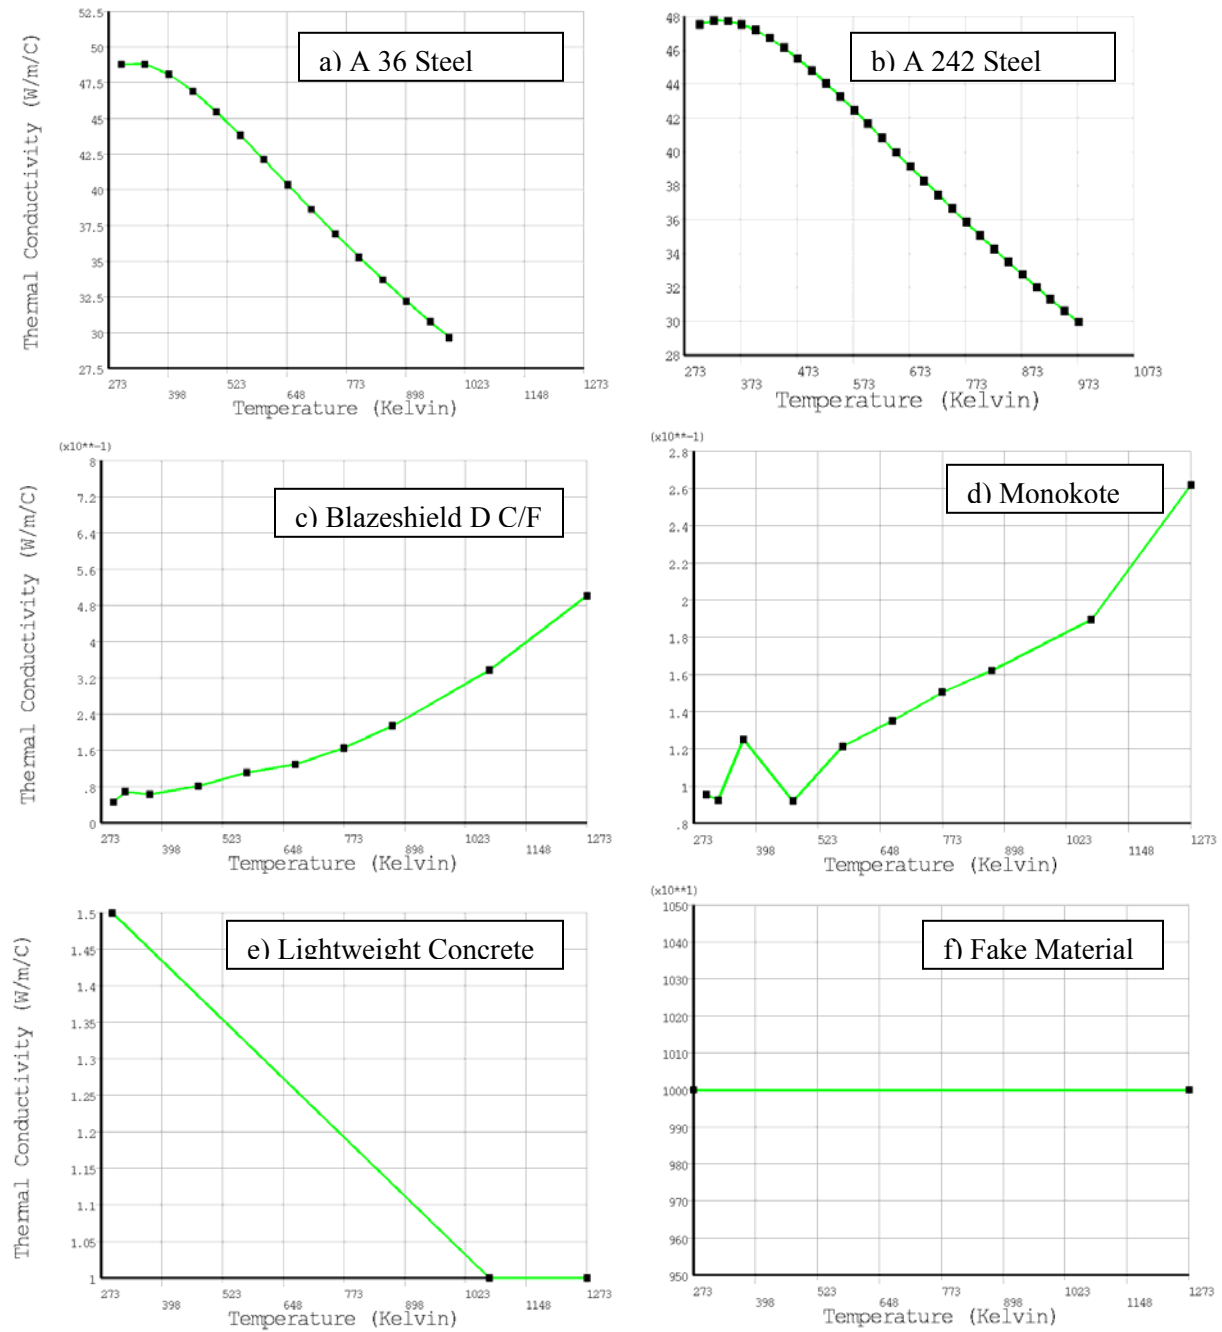 52.5
50
47.5
45
42.5
40
37.5
35
32.5
30
27.5
Thermal Conductivity (W/m/C)
a) A 36 Steel
273 398 523 648 773 898 1023 1148 1273
Temperature (Kelvin)
48
46
44
42
40
38
36
34
32
30
28
b) A 242 Steel
273 373 473 573 673 773 873 973 1073
Temperature (Kelvin)
(x10**-1)
8
7.2
6.4
5.6
4.8
4
3.2
2.4
1.6
.8
0
Thermal Conductivity (W/m/C)
c) Blazeshield D C/F
273 398 523 648 773 898 1023 1148 1273
Temperature (Kelvin)
(x10**-1)
2.8
2.6
2.4
2.2
2
1.8
1.6
1.4
1.2
1
.8
d) Monokote
273 398 523 648 773 898 1023 1148 1273
Temperature (Kelvin)
1.5
1.45
1.4
1.35
1.3
1.25
1.2
1.15
1.1
1.05
1
Thermal Conductivity (W/m/C)
e) Lightweight Concrete
273 398 523 648 773 898 1023 1148 1273
Temperature (Kelvin)
(x10**1)
1050
1040
1030
1020
1010
1000
990
980
970
960
950
f) Fake Material
273 398 523 648 773 898 1023 1148 1273
Temperature (Kelvin)